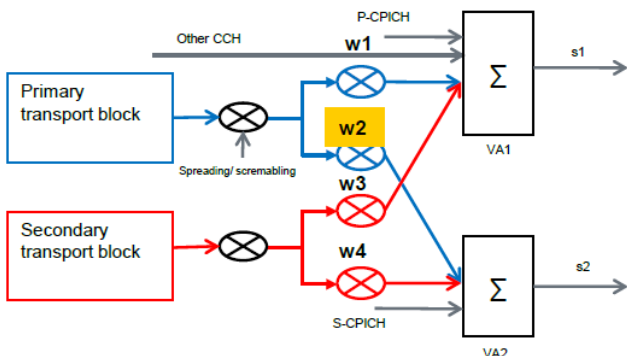 P-CPICH
Other CCH
w1
s1
Σ
Primary
transport block
w2
VA1
Spreading/ scremabling
w3
Secondary
transport block
w4
s2
Σ
S-CPICH
VA2